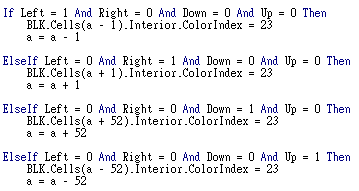 If Left = 1 And Right = 0 And Down = 0 And Up = 0 Then
BLK.Cells(a - 1).Interior.ColorIndex = 23
a = a - 1
ElseIf Left = 0 And Right = 1 And Down = 0 And Up = 0 Then
BLK.Cells(a + 1).Interior.ColorIndex = 23
a = a + 1
ElseIf Left = 0 And Right = 0 And Down = 1 And Up = 0 Then
BLK.Cells(a + 52).Interior.ColorIndex = 23
a = a + 52
ElseIf Left = 0 And Right = 0 And Down = 0 And Up = 1 Then
BLK.Cells(a - 52).Interior.ColorIndex = 23
a = a - 52